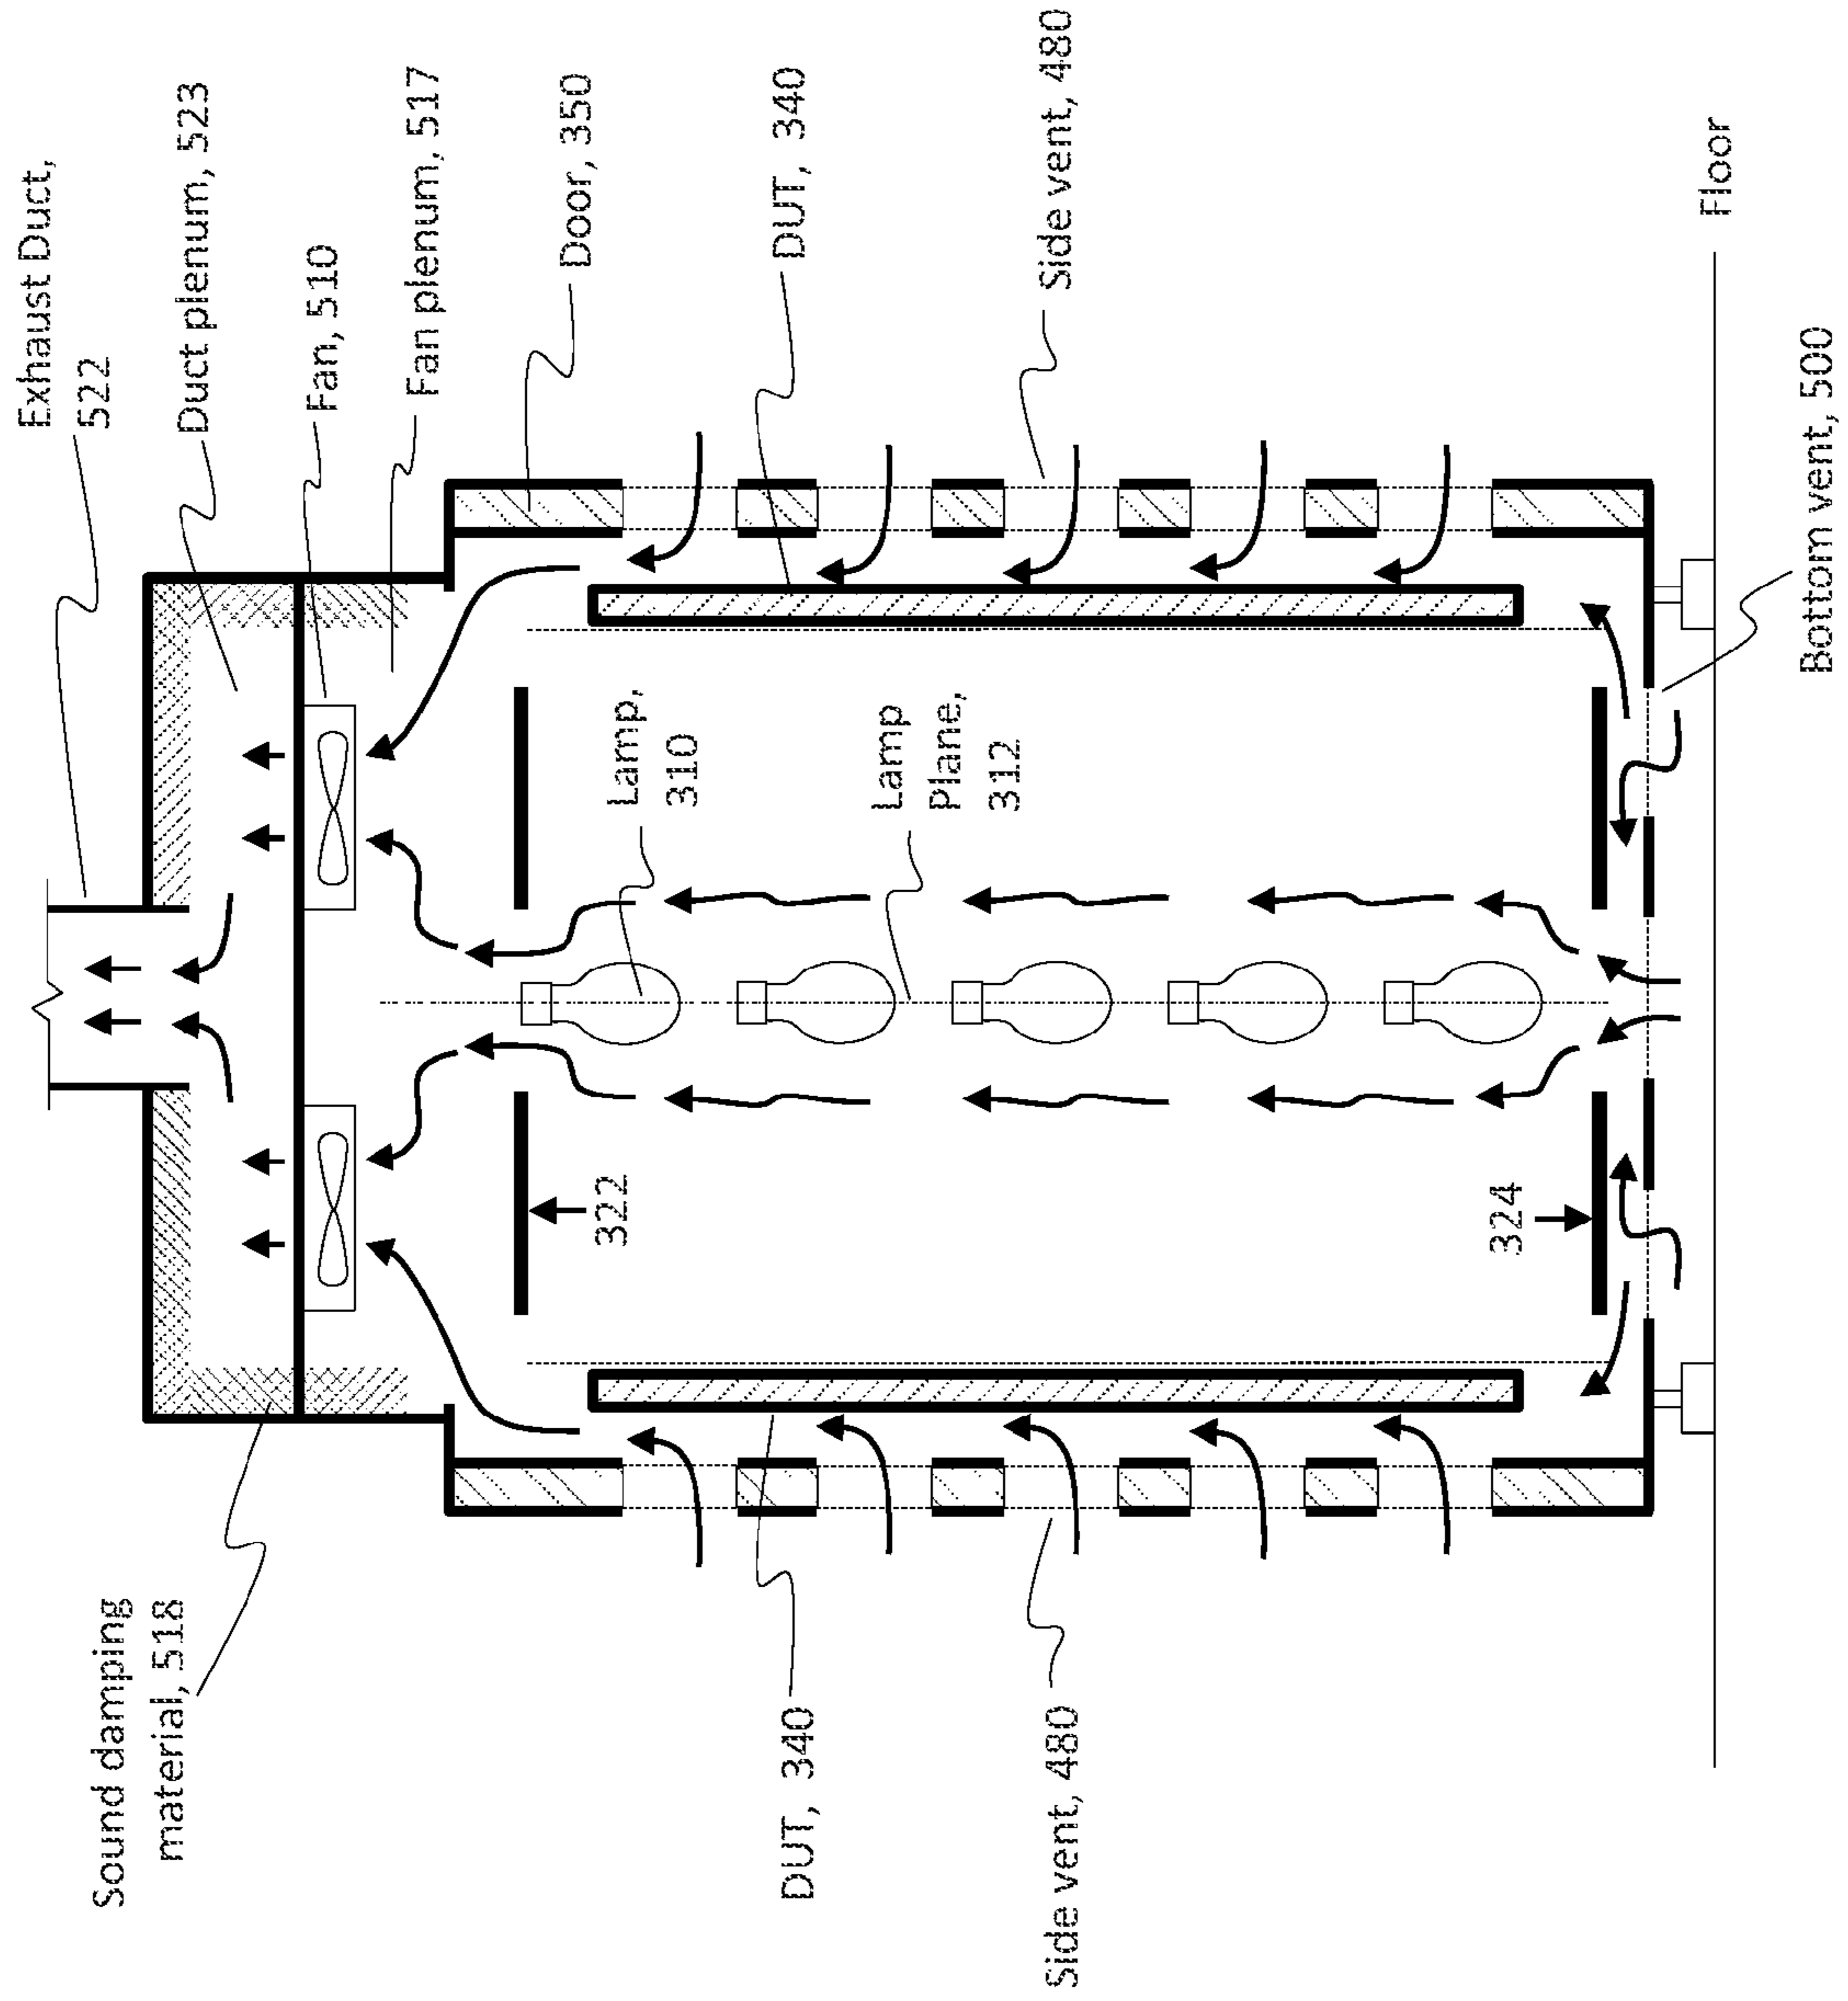 Exhaust Duct,
522
Duct plenum, 523
Fan, 510
Fan plenum, 517
Door, 350
DUT, 340
Side vent, 480
Floor
Bottom vent, 500
Lamp,
310
Lamp
Plane,
312
322
324
Sound damping
material, 518
DUT, 340
Side vent, 480